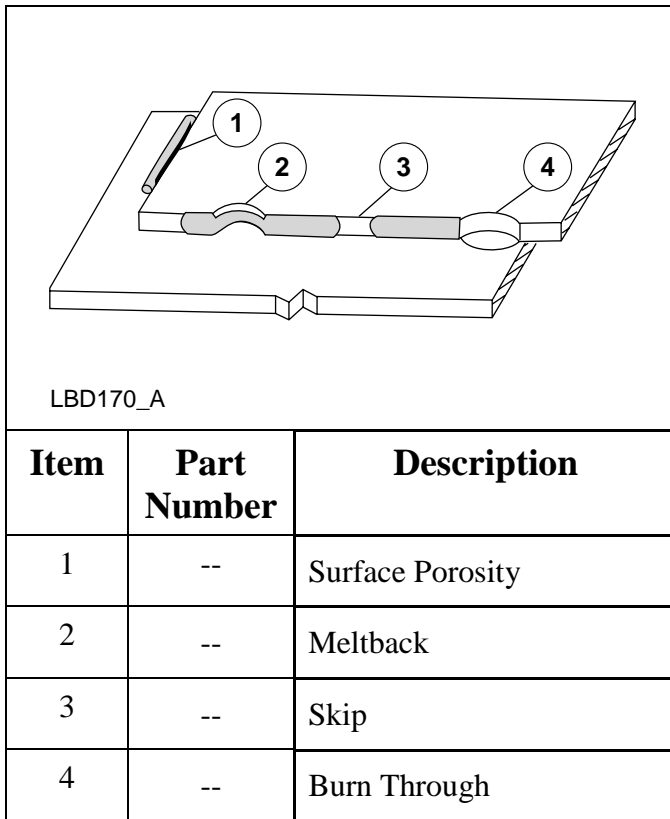 1
2
3
4
LBD170_A
Item Part Number Description
1 -- Surface Porosity
2 -- Meltback
3 -- Skip
4 -- Burn Through